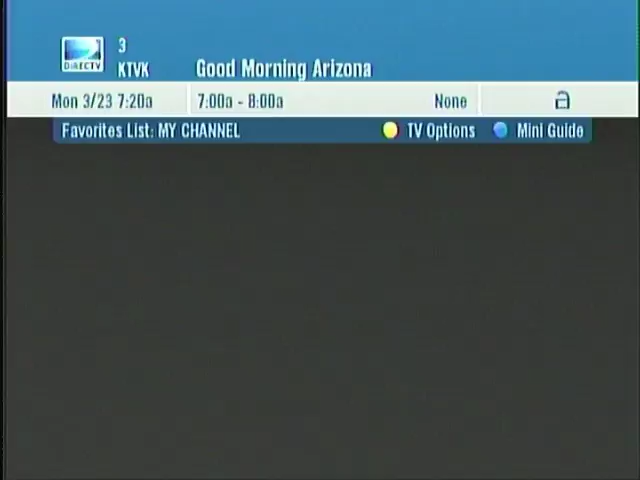 3
DIRECTV
KTVK
Good Morning Arizona
Mon 3/23 7:20a 7:00a - 8:00a None
Favorites List: MY CHANNEL TV Options Mini Guide